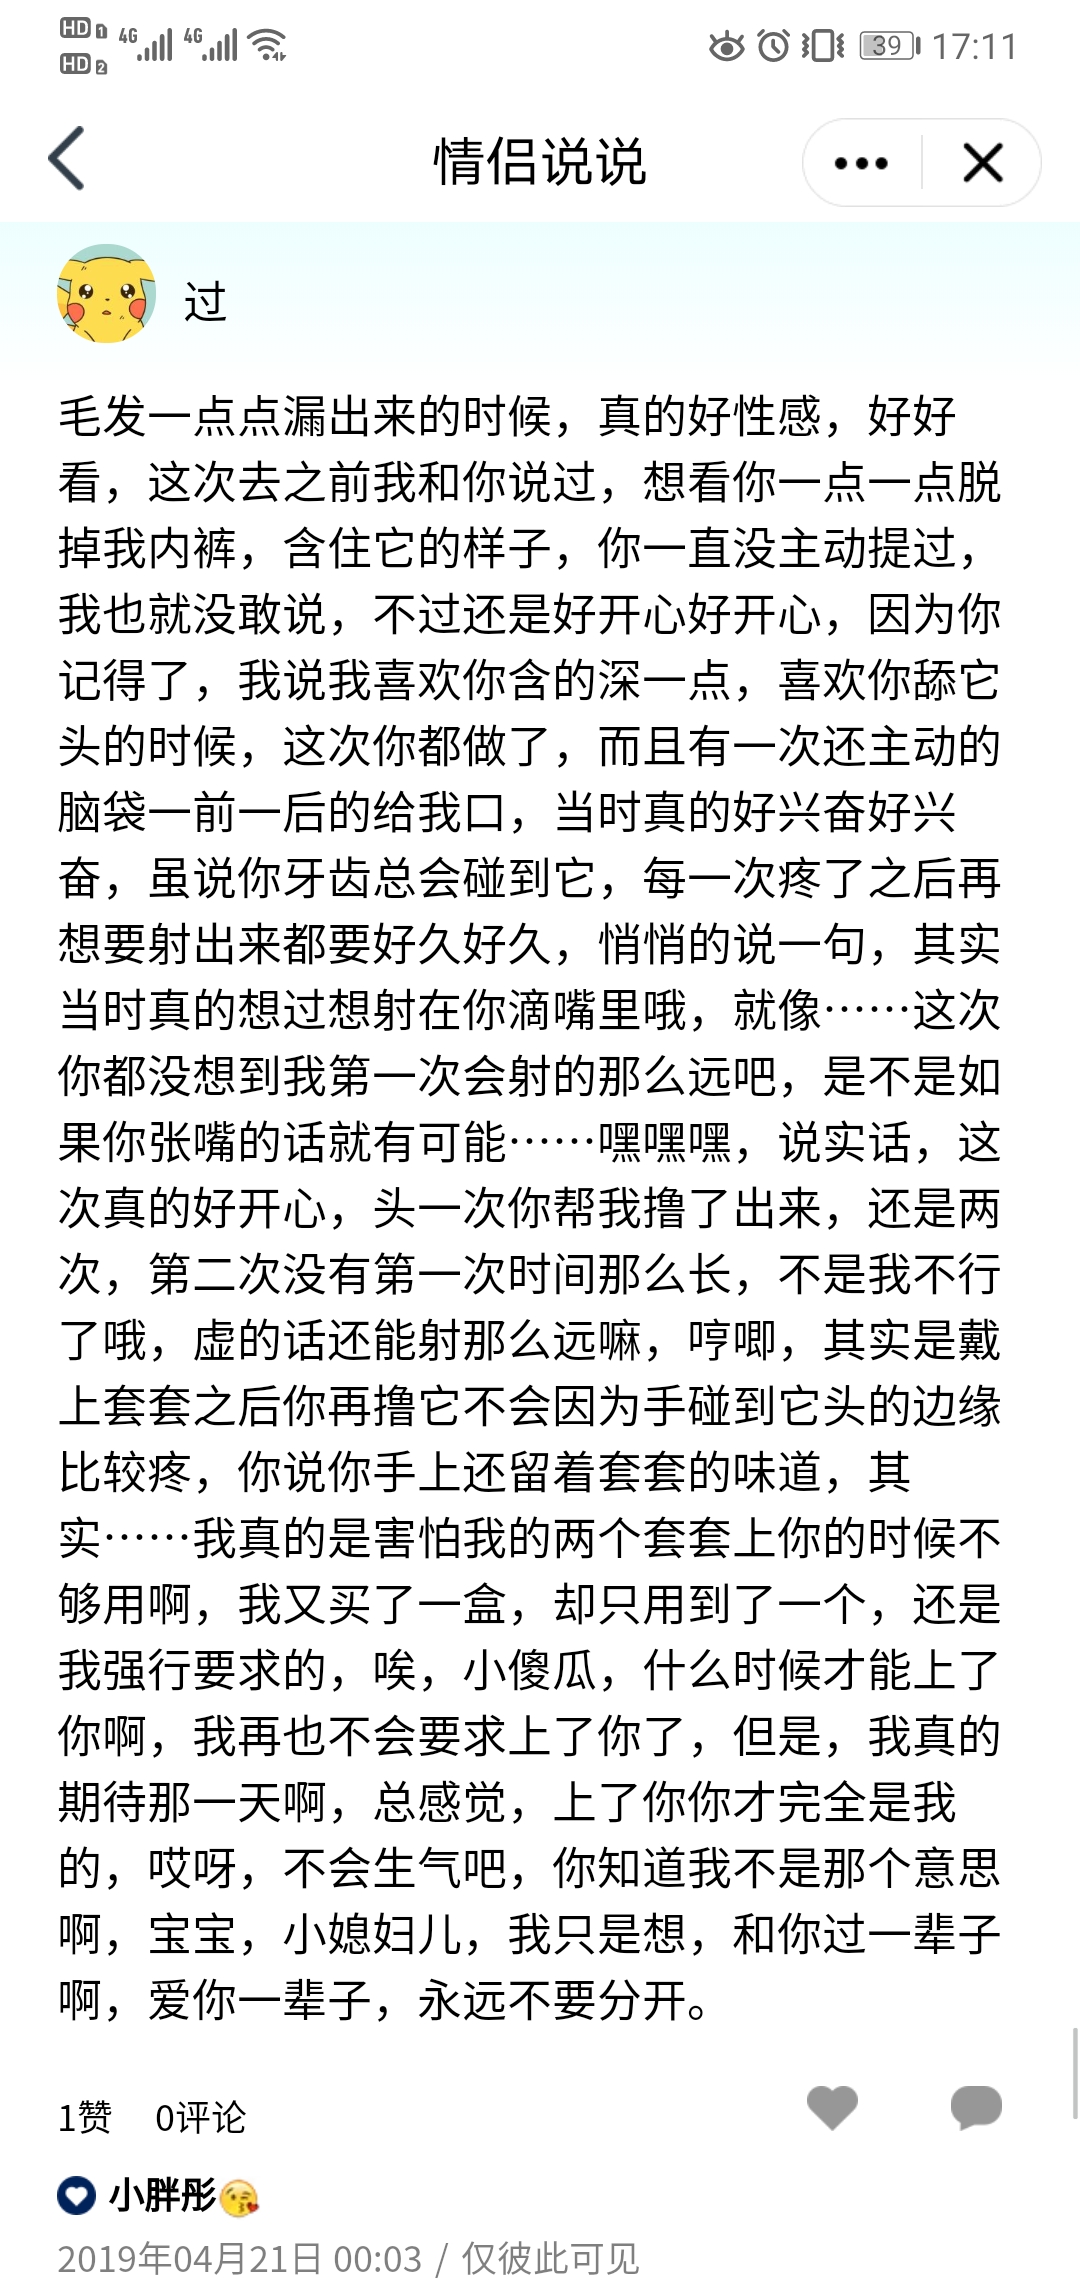 HD 1 4G 4G
HD 2
39 17:11
情侣说说
过
毛发一点点漏出来的时候，真的好性感，好好
看，这次去之前我和你说过，想看你一点一点脱
掉我内裤，含住它的样子，你一直没主动提过，
我也就没敢说，不过还是好开心好开心，因为你
记得了，我说我喜欢你含的深一点，喜欢你舔它
头的时候，这次你都做了，而且有一次还主动的
脑袋一前一后的给我口，当时真的好兴奋好兴
奋，虽说你牙齿总会碰到它，每一次疼了之后再
想要射出来都要好久好久，悄悄的说一句，其实
当时真的想过想射在你滴嘴里哦，就像……这次
你都没想到我第一次会射的那么远吧，是不是如
果你张嘴的话就有可能……嘿嘿嘿，说实话，这
次真的好开心，头一次你帮我撸了出来，还是两
次，第二次没有第一次时间那么长，不是我不行
了哦，虚的话还能射那么远嘛，哼唧，其实是戴
上套套之后你再撸它不会因为手碰到它头的边缘
比较疼，你说你手上还留着套套的味道，其
实……我真的是害怕我的两个套套上你的时候不
够用啊，我又买了一盒，却只用到了一个，还是
我强行要求的，唉，小傻瓜，什么时候才能上了
你啊，我再也不会要求上了你了，但是，我真的
期待那一天啊，总感觉，上了你你才完全是我
的，哎呀，不会生气吧，你知道我不是那个意思
啊，宝宝，小媳妇儿，我只是想，和你过一辈子
啊，爱你一辈子，永远不要分开。
1赞 0评论
小胖彤😘
2019年04月21日 00:03 / 仅彼此可见